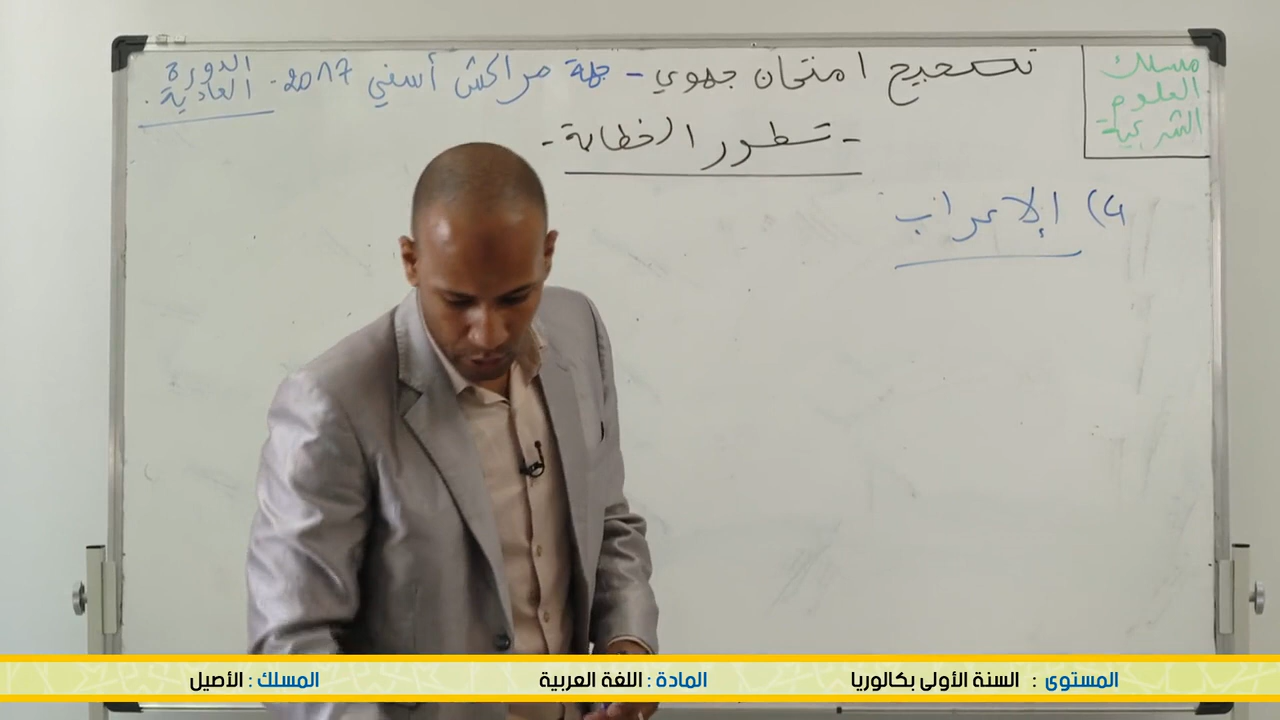 مسلك
العلوم
الشرعية
تصحيح امتحان جهوي - جهة مراكش أسفي 2017 - الدورة العادية.
- تطور الخطابة -
4) الإعراب
المستوى : السنة الأولى بكالوريا
المادة : اللغة العربية
المسلك : الأصيل